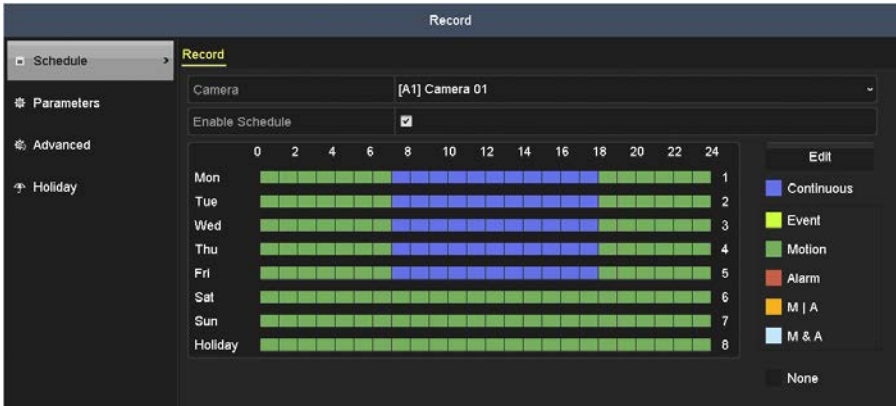 Record
Schedule
Parameters
Advanced
Holiday
Record
Camera [A1] Camera 01
Enable Schedule
0 2 4 6 8 10 12 14 16 18 20 22 24
Mon 1
Tue 2
Wed 3
Thu 4
Fri 5
Sat 6
Sun 7
Holiday 8
Edit
Continuous
Event
Motion
Alarm
M | A
M & A
None